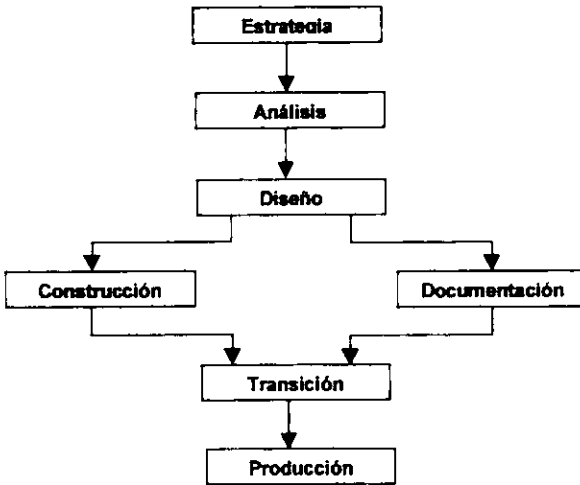 Estrategia
Análisis
Diseño
Construcción
Documentación
Transición
Producción